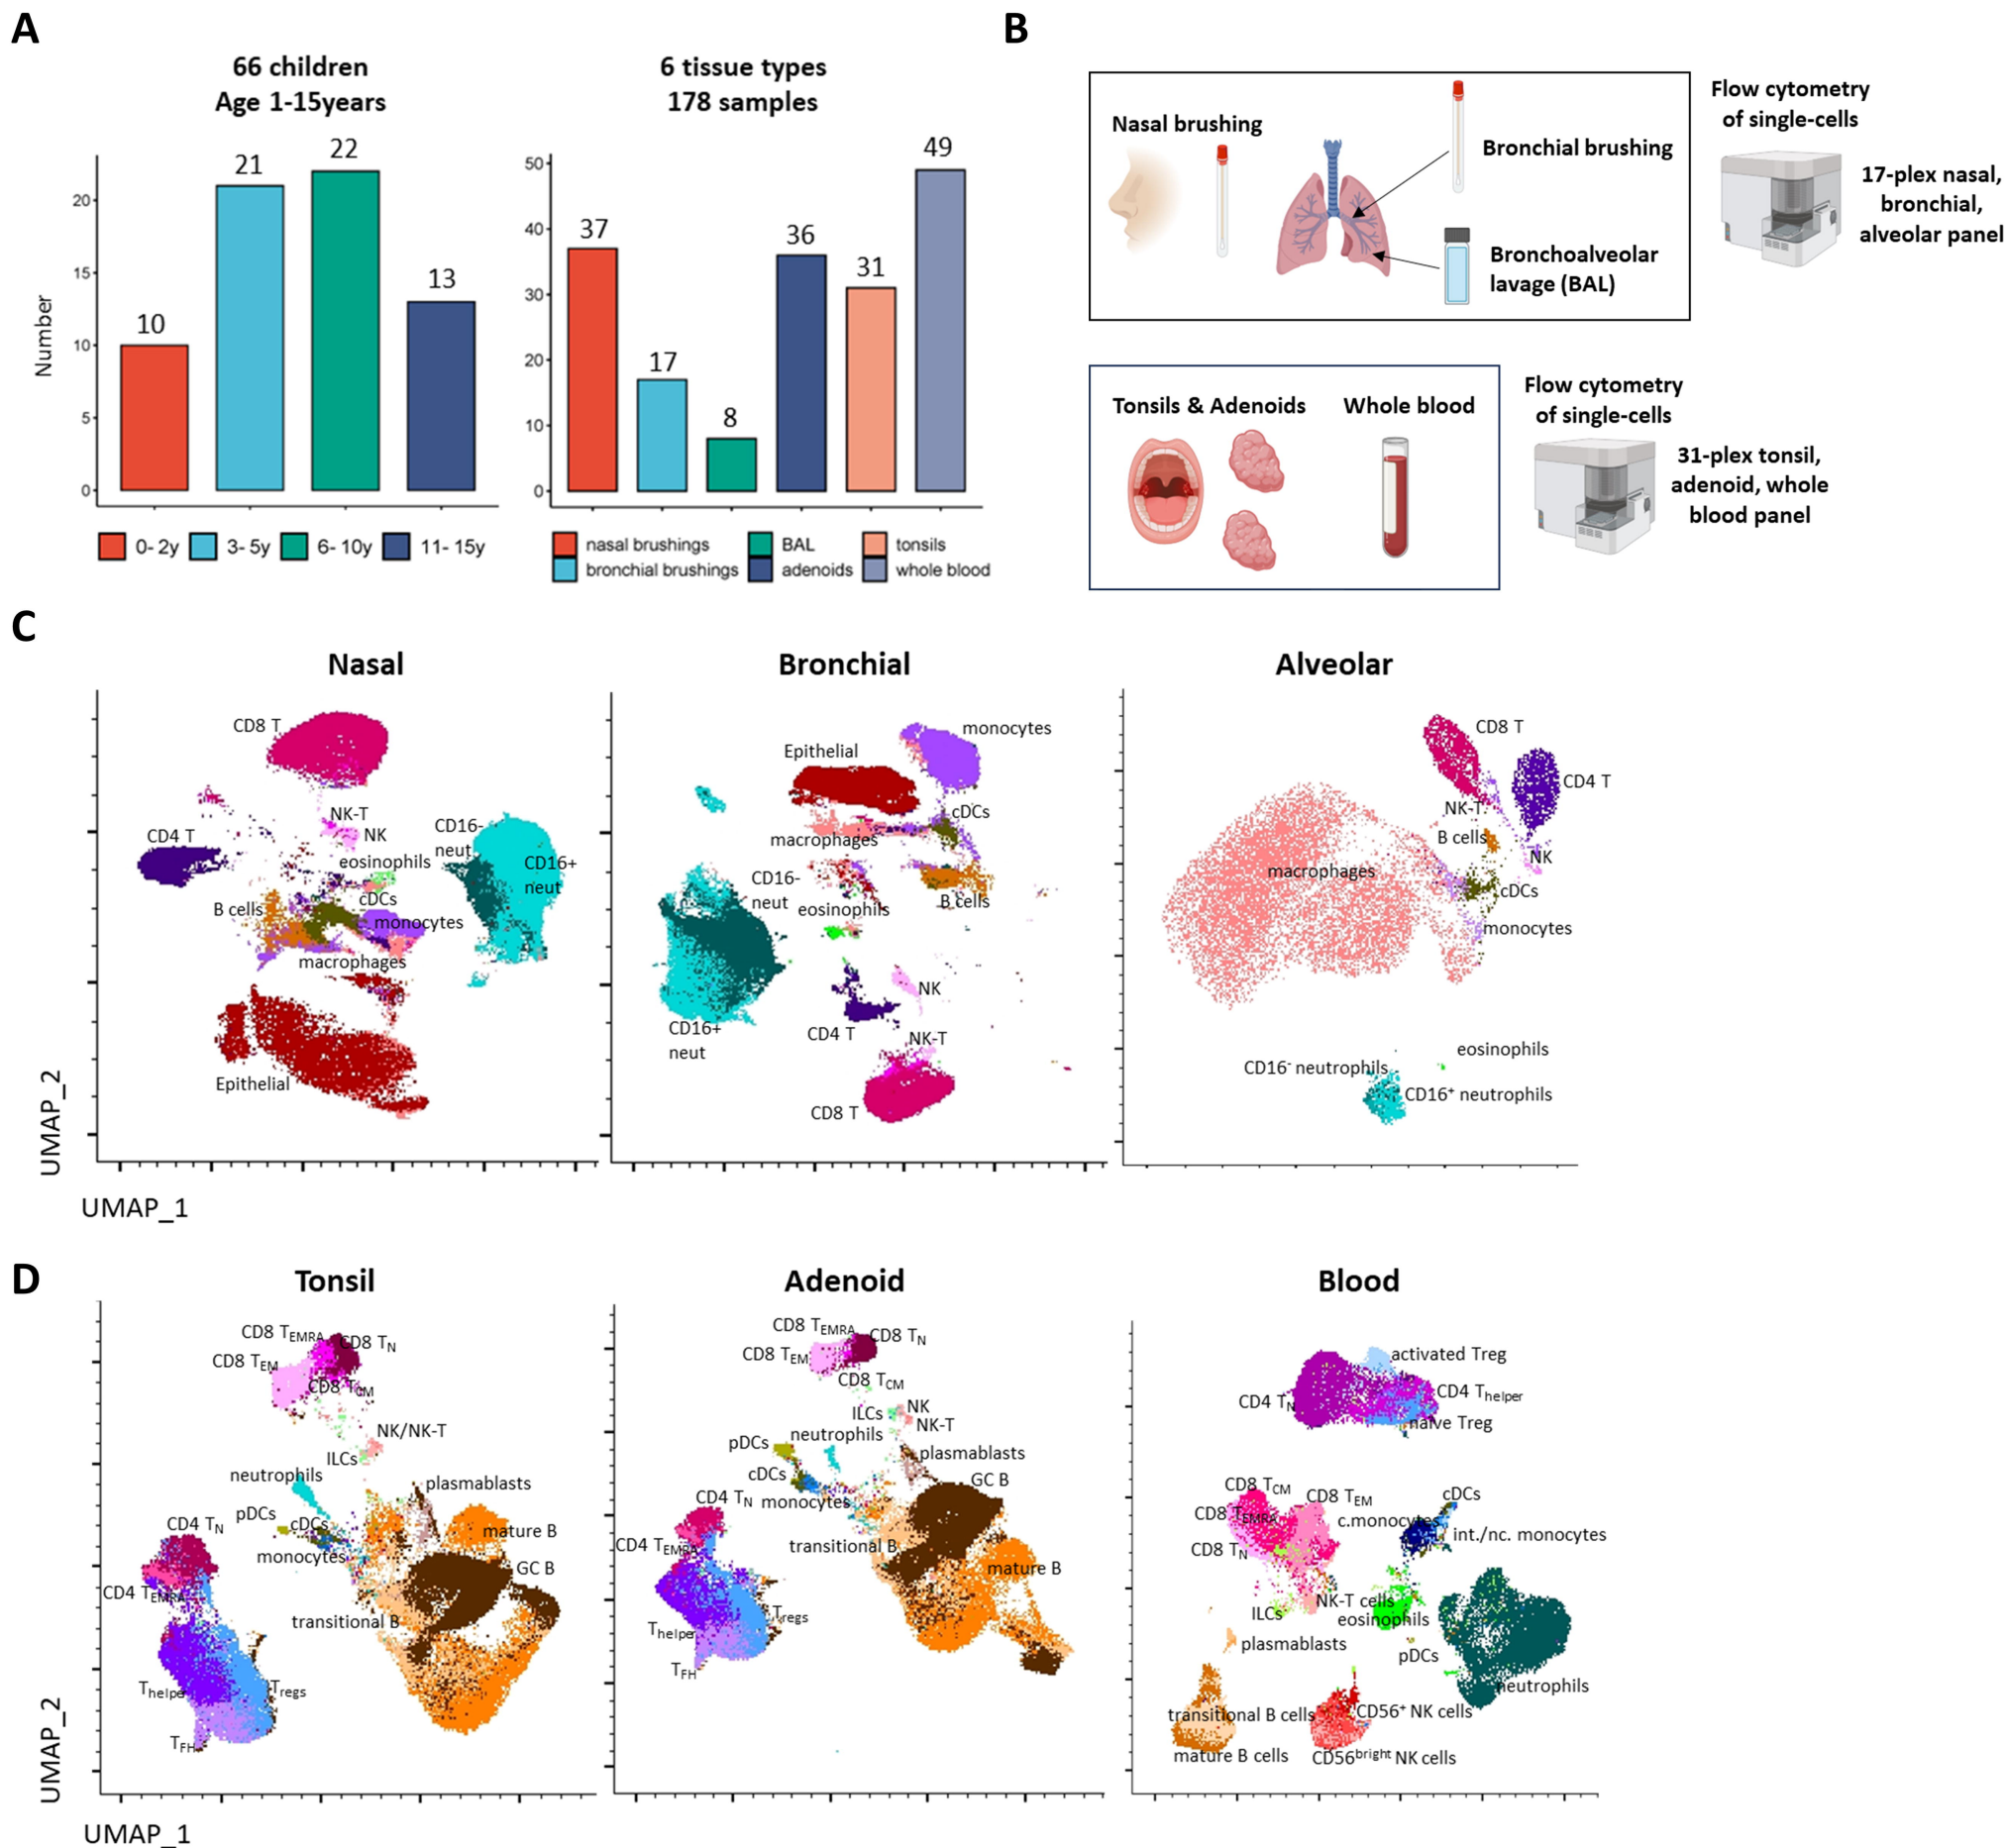 A
66 children
Age 1-15years
Number
20
15
10
5
0
10
21
22
13
0- 2y
3- 5y
6- 10y
11- 15y
6 tissue types
178 samples
50
40
30
20
10
0
37
17
8
36
31
49
nasal brushings
BAL
tonsils
bronchial brushings
adenoids
whole blood
B
Nasal brushing
Bronchial brushing
Bronchoalveolar
lavage (BAL)
Flow cytometry
of single-cells
17-plex nasal,
bronchial,
alveolar panel
Tonsils & Adenoids
Whole blood
Flow cytometry
of single-cells
31-plex tonsil,
adenoid, whole
blood panel
C
Nasal
CD8 T
NK-T
NK
CD4 T
CD16-
neut
CD16+
neut
eosinophils
cDCs
B cells
monocytes
macrophages
Epithelial
UMAP_2
UMAP_1
Bronchial
monocytes
Epithelial
cDCs
macrophages
CD16-
neut
B cells
eosinophils
NK
CD16+
neut
CD4 T
NK-T
CD8 T
Alveolar
CD8 T
CD4 T
NK-T
B cells
NK
macrophages
cDCs
monocytes
eosinophils
CD16- neutrophils
CD16+ neutrophils
D
Tonsil
CD8 TEMRA
CD8 TN
CD8 TEM
CD8 TCM
NK/NK-T
ILCs
neutrophils
plasmablasts
pDCs
cDCs
CD4 TN
mature B
monocytes
GC B
CD4 TEMRA
transitional B
Thelper
Tregs
TFH
UMAP_2
UMAP_1
Adenoid
CD8 TEMRA
CD8 TN
CD8 TEM
CD8 TCM
ILCs
NK
NK-T
neutrophils
pDCs
plasmablasts
cDCs
GC B
CD4 TN
monocytes
CD4 TEMRA
transitional B
mature B
Thelper
Tregs
TFH
Blood
activated Treg
CD4 TN
CD4 Thelper
naive Treg
CD8 TCM
CD8 TEM
cDCs
CD8 TEMRA
c.monocytes
int./nc. monocytes
CD8 TN
NK-T cells
ILCs
eosinophils
plasmablasts
pDCs
neutrophils
transitional B cells
CD56+ NK cells
mature B cells
CD56bright NK cells